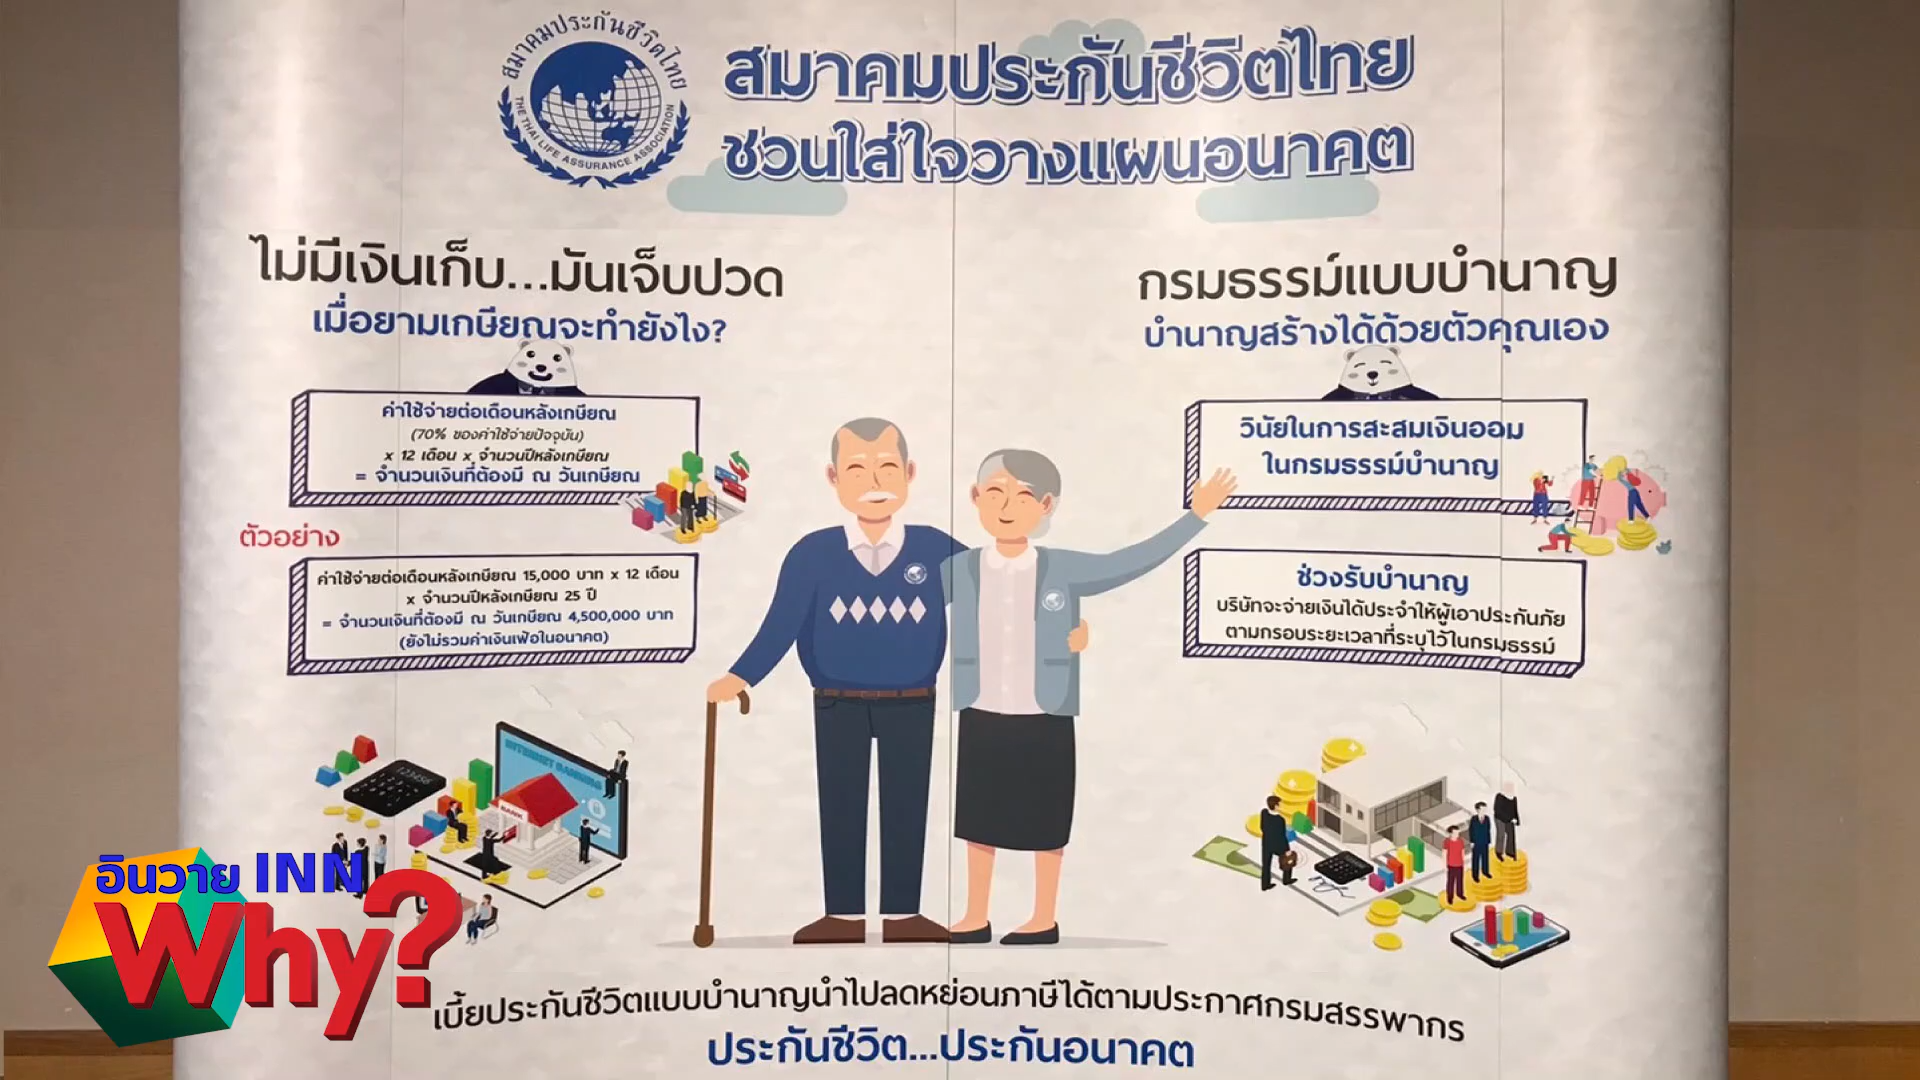 สมาคมประกันชีวิตไทย
THE THAI LIFE ASSURANCE ASSOCIATION
สมาคมประกันชีวิตไทย
ชวนใส่ใจวางแผนอนาคต
ไม่มีเงินเก็บ...มันเจ็บปวด
เมื่อยามเกษียณจะทำยังไง?
ค่าใช้จ่ายต่อเดือนหลังเกษียณ
(70% ของค่าใช้จ่ายปัจจุบัน)
x 12 เดือน x จำนวนปีหลังเกษียณ
= จำนวนเงินที่ต้องมี ณ วันเกษียณ
ตัวอย่าง
ค่าใช้จ่ายต่อเดือนหลังเกษียณ 15,000 บาท x 12 เดือน
x จำนวนปีหลังเกษียณ 25 ปี
= จำนวนเงินที่ต้องมี ณ วันเกษียณ 4,500,000 บาท
(ยังไม่รวมค่าเงินเฟ้อในอนาคต)
กรมธรรม์แบบบำนาญ
บำนาญสร้างได้ด้วยตัวคุณเอง
วินัยในการสะสมเงินออม
ในกรมธรรม์บำนาญ
ช่วงรับบำนาญ
บริษัทจะจ่ายเงินได้ประจำให้ผู้เอาประกันภัย
ตามกรอบระยะเวลาที่ระบุไว้ในกรมธรรม์
INTERNET BANKING
123456
BANK
อินวาย INN
Why?
เบี้ยประกันชีวิตแบบบำนาญนำไปลดหย่อนภาษีได้ตามประกาศกรมสรรพากร
ประกันชีวิต...ประกันอนาคต